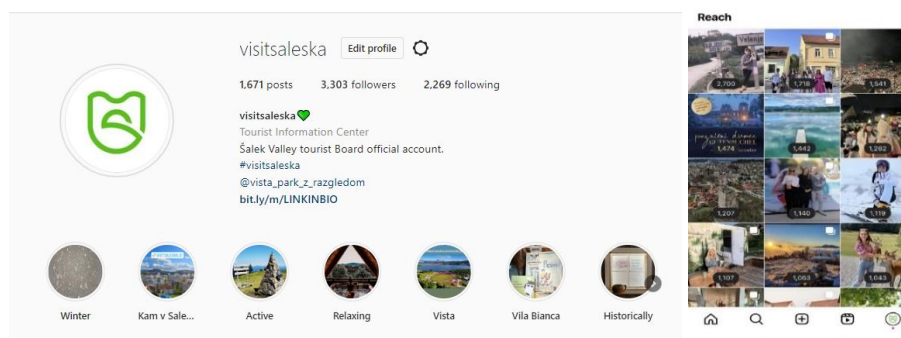 visitsaleska Edit profile
1,671 posts 3,303 followers 2,269 following
visitsaleska
Tourist Information Center
Šalek Valley tourist Board official account.
#visitsaleska
@vista_park_z_razgledom
bit.ly/m/LINKINBIO
Winter Kam v Sale... Active Relaxing Vista Vila Bianca Historically
Reach
Velenje
2,700 1,718 1,541
1,474 1,442 1,282
1,207 1,140 1,119
1,107 1,063 1,043